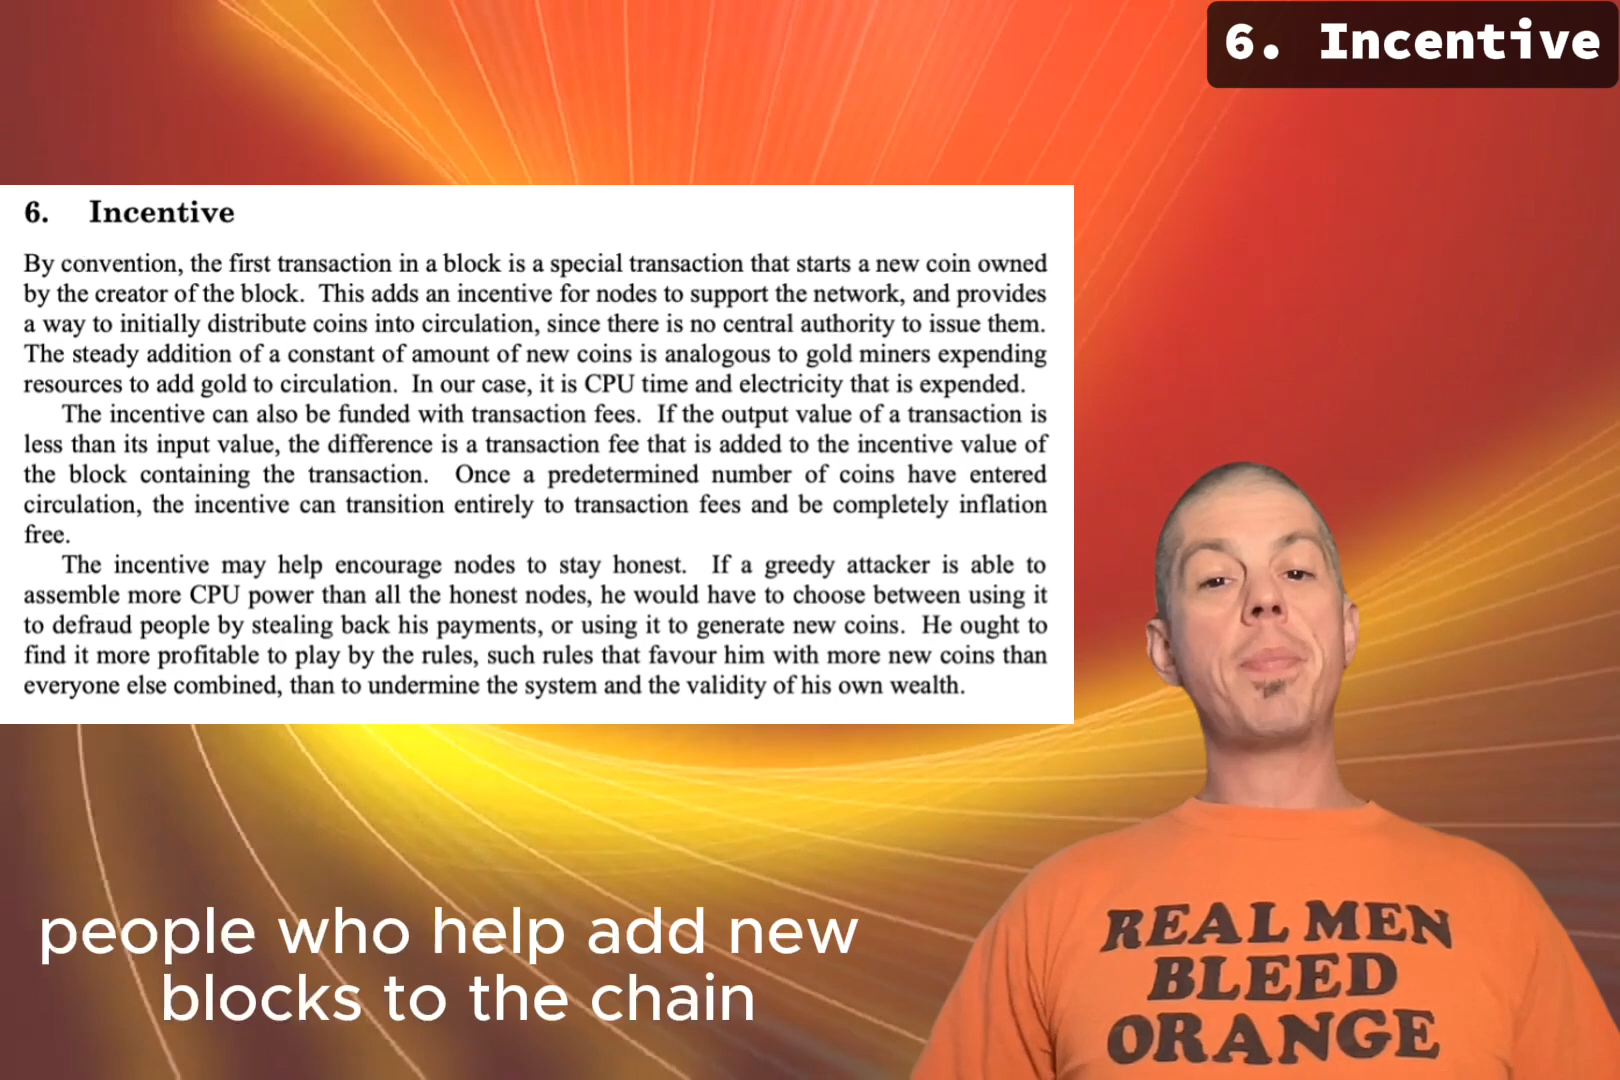 6. Incentive
6. Incentive
By convention, the first transaction in a block is a special transaction that starts a new coin owned
by the creator of the block. This adds an incentive for nodes to support the network, and provides
a way to initially distribute coins into circulation, since there is no central authority to issue them.
The steady addition of a constant of amount of new coins is analogous to gold miners expending
resources to add gold to circulation. In our case, it is CPU time and electricity that is expended.
The incentive can also be funded with transaction fees. If the output value of a transaction is
less than its input value, the difference is a transaction fee that is added to the incentive value of
the block containing the transaction. Once a predetermined number of coins have entered
circulation, the incentive can transition entirely to transaction fees and be completely inflation
free.
The incentive may help encourage nodes to stay honest. If a greedy attacker is able to
assemble more CPU power than all the honest nodes, he would have to choose between using it
to defraud people by stealing back his payments, or using it to generate new coins. He ought to
find it more profitable to play by the rules, such rules that favour him with more new coins than
everyone else combined, than to undermine the system and the validity of his own wealth.
people who help add new
blocks to the chain
REAL MEN
BLEED
ORANGE